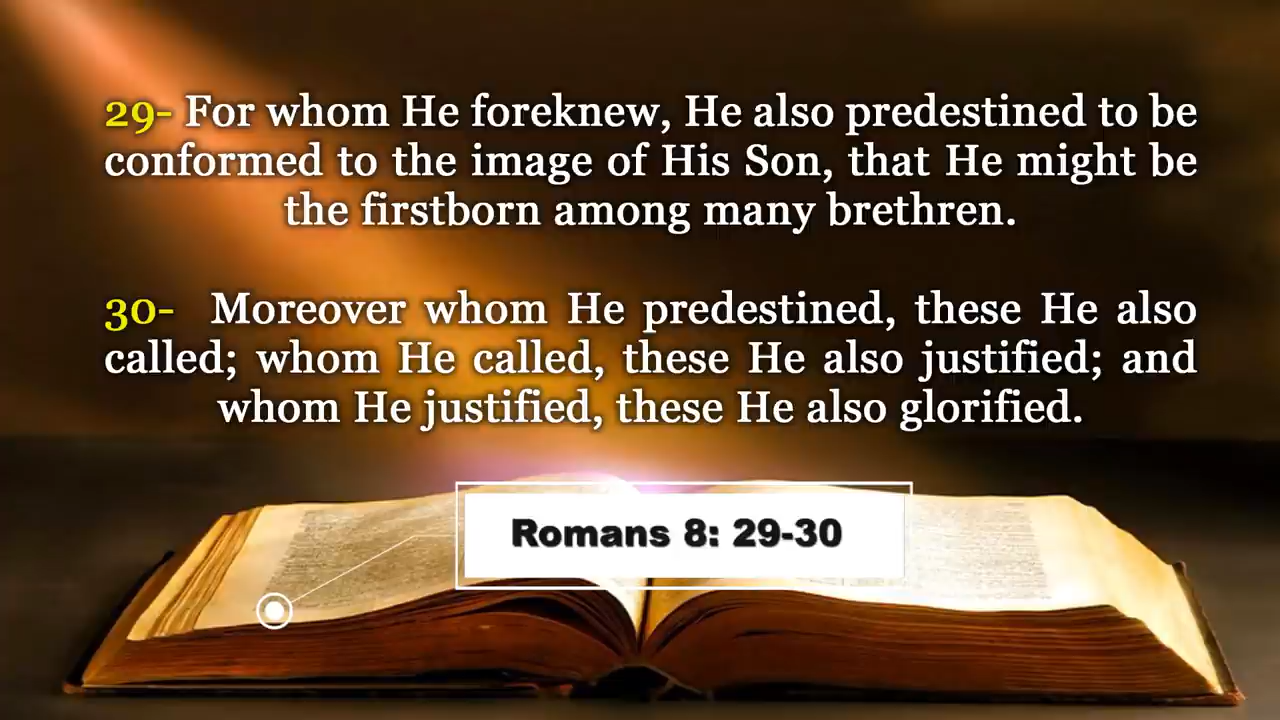 29- For whom He foreknew, He also predestined to be
conformed to the image of His Son, that He might be
the firstborn among many brethren.
30- Moreover whom He predestined, these He also
called; whom He called, these He also justified; and
whom He justified, these He also glorified.
Romans 8: 29-30